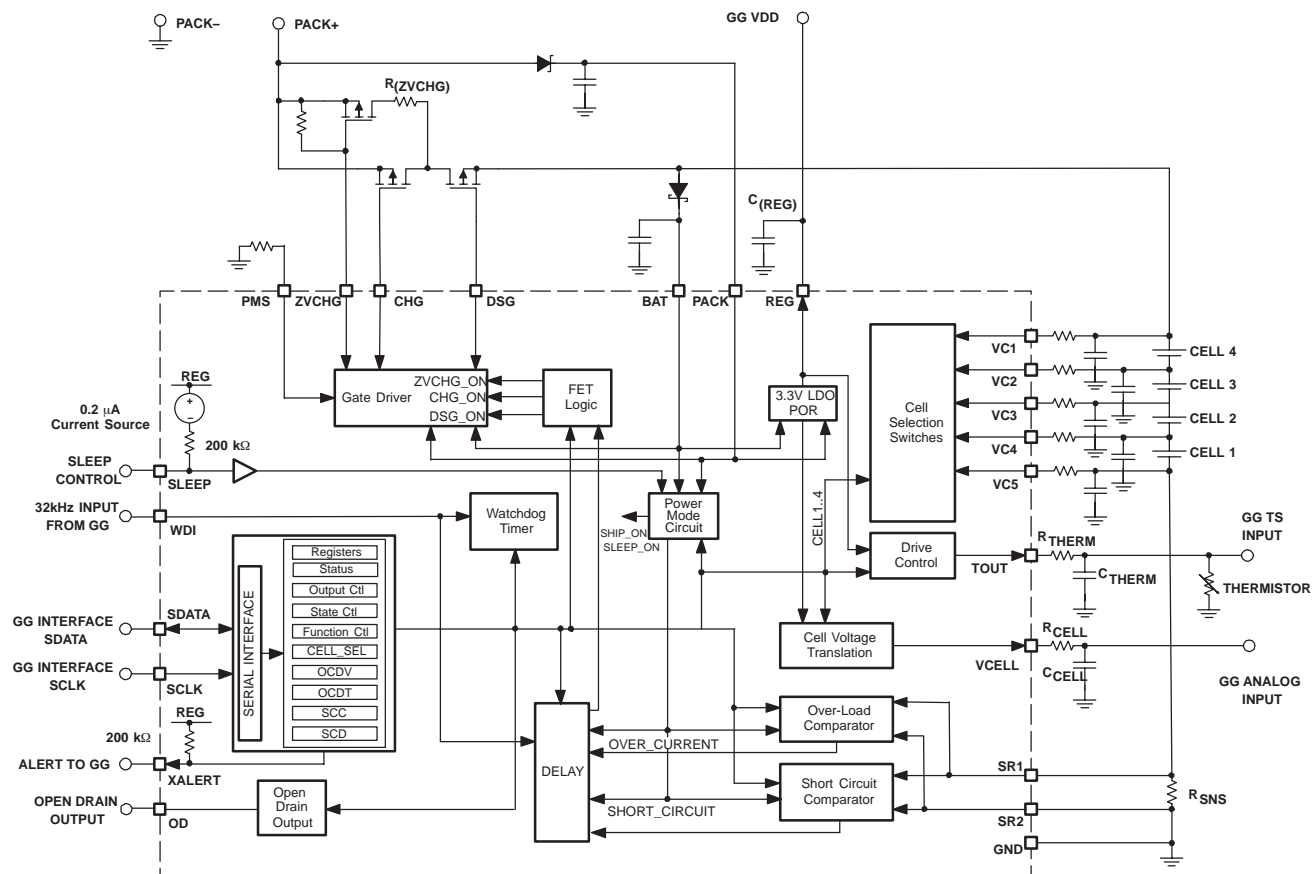 PACK–
PACK+
GG VDD
R(ZVCHG)
C(REG)
PMS
ZVCHG
CHG
DSG
BAT
PACK
REG
VC1
CELL 4
VC2
CELL 3
VC3
CELL 2
VC4
CELL 1
VC5
Cell
Selection
Switches
REG
+
–
0.2 µA
Current Source
200 kΩ
Gate Driver
ZVCHG_ON
CHG_ON
DSG_ON
FET
Logic
3.3V LDO
POR
SLEEP
CONTROL
SLEEP
32kHz INPUT
FROM GG
WDI
Watchdog
Timer
SHIP_ON
SLEEP_ON
Power
Mode
Circuit
CELL1..4
Drive
Control
TOUT
RTHERM
CTHERM
GG TS
INPUT
THERMISTOR
SERIAL INTERFACE
Registers
Status
Output Ctl
State Ctl
Function Ctl
CELL_SEL
OCDV
OCDT
SCC
SCD
GG INTERFACE
SDATA
SDATA
GG INTERFACE
SCLK
SCLK
Cell Voltage
Translation
VCELL
RCELL
CCELL
GG ANALOG
INPUT
REG
200 kΩ
ALERT TO GG
XALERT
DELAY
OVER_CURRENT
SHORT_CIRCUIT
Over-Load
Comparator
Short Circuit
Comparator
SR1
SR2
GND
RSNS
OPEN DRAIN
OUTPUT
OD
Open
Drain
Output